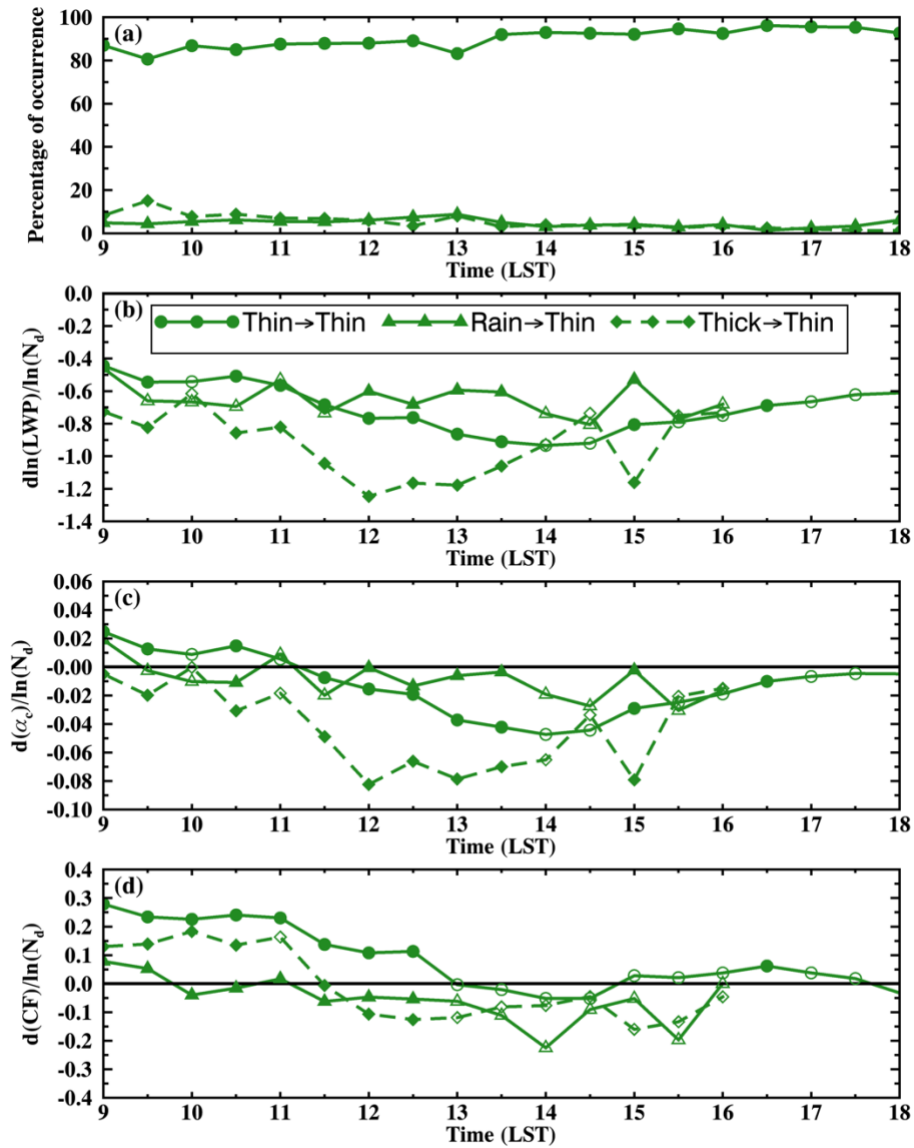 (a)
Percentage of occurrence
100
80
60
40
20
0
9 10 11 12 13 14 15 16 17 18
Time (LST)
(b)
dln(LWP)/ln(N_d)
0.0
-0.2
-0.4
-0.6
-0.8
-1.0
-1.2
-1.4
Thin→Thin Rain→Thin Thick→Thin
9 10 11 12 13 14 15 16 17 18
Time (LST)
(c)
d(α_c)/ln(N_d)
0.06
0.04
0.02
-0.00
-0.02
-0.04
-0.06
-0.08
-0.10
9 10 11 12 13 14 15 16 17 18
Time (LST)
(d)
d(CF)/ln(N_d)
0.4
0.3
0.2
0.1
0.0
-0.1
-0.2
-0.3
0.4
9 10 11 12 13 14 15 16 17 18
Time (LST)